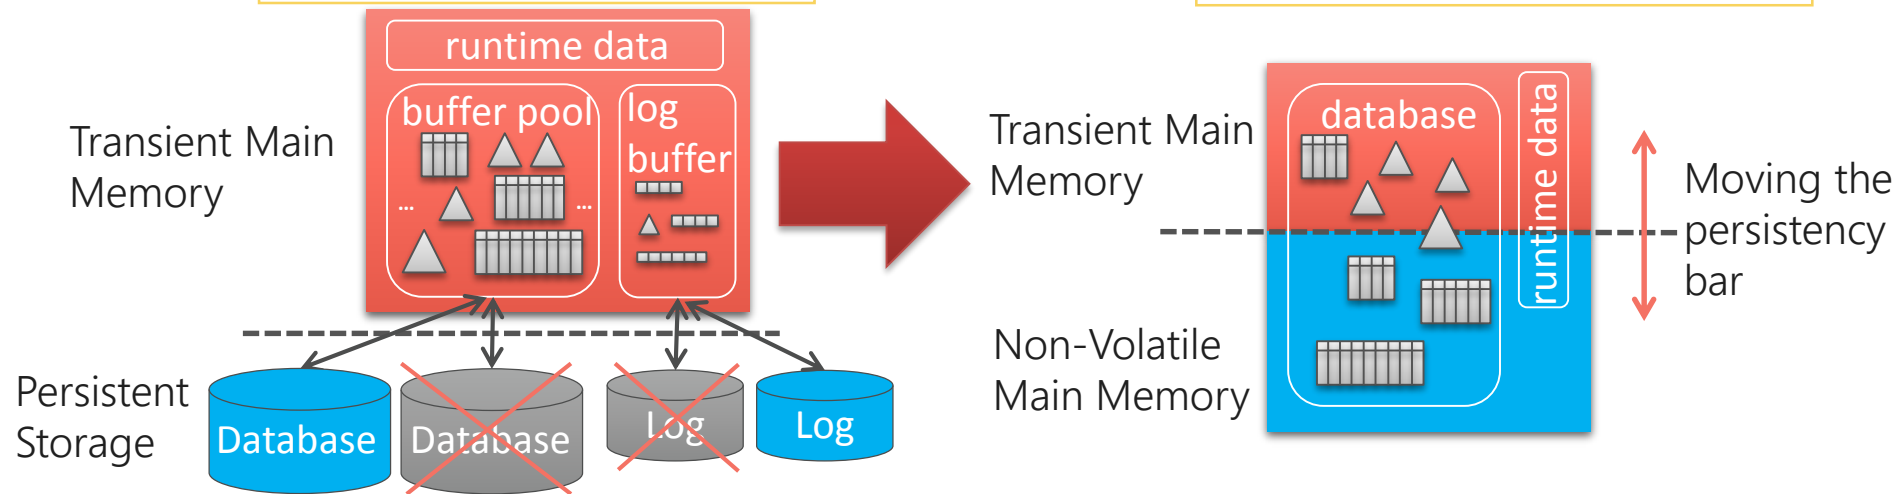 runtime data
buffer pool
log
buffer
...
...
Transient Main
Memory
Persistent
Storage
Database
Database
Log
Log
Transient Main
Memory
database
runtime data
Moving the
persistency
bar
Non-Volatile
Main Memory